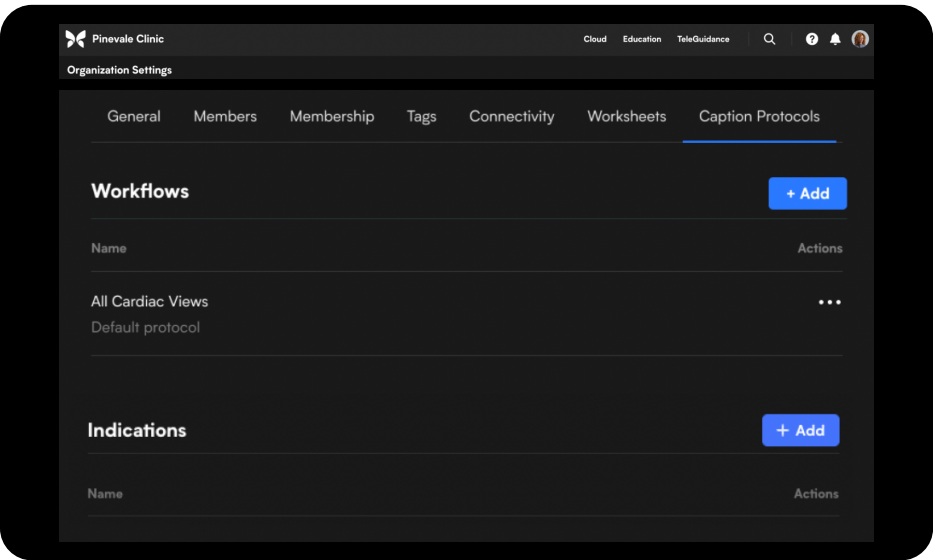 Pinevale Clinic Cloud Education TeleGuidance ?
Organization Settings
General Members Membership Tags Connectivity Worksheets Caption Protocols
Workflows + Add
Name Actions
All Cardiac Views
Default protocol
Indications + Add
Name Actions